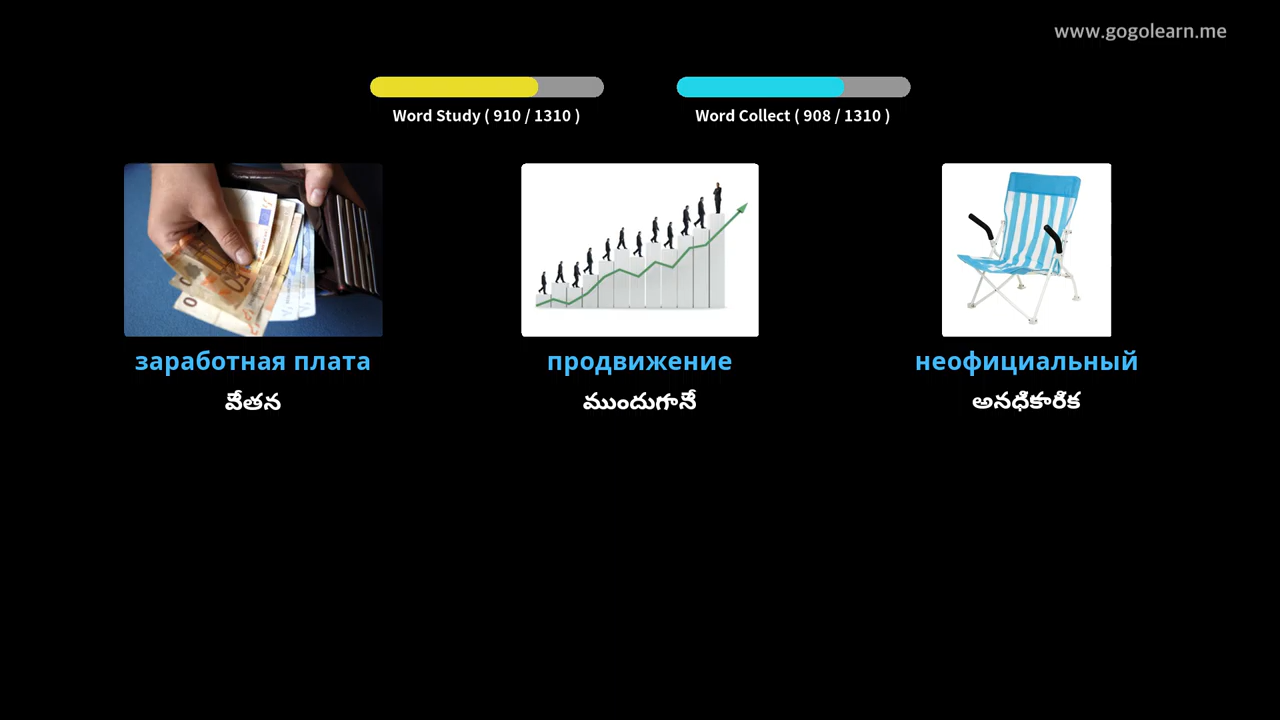 www.gogolearn.me
Word Study ( 910 / 1310 )
Word Collect ( 908 / 1310 )
заработная плата
వేతన
продвижение
ముందుగానే
неофициальный
అనధికారిక